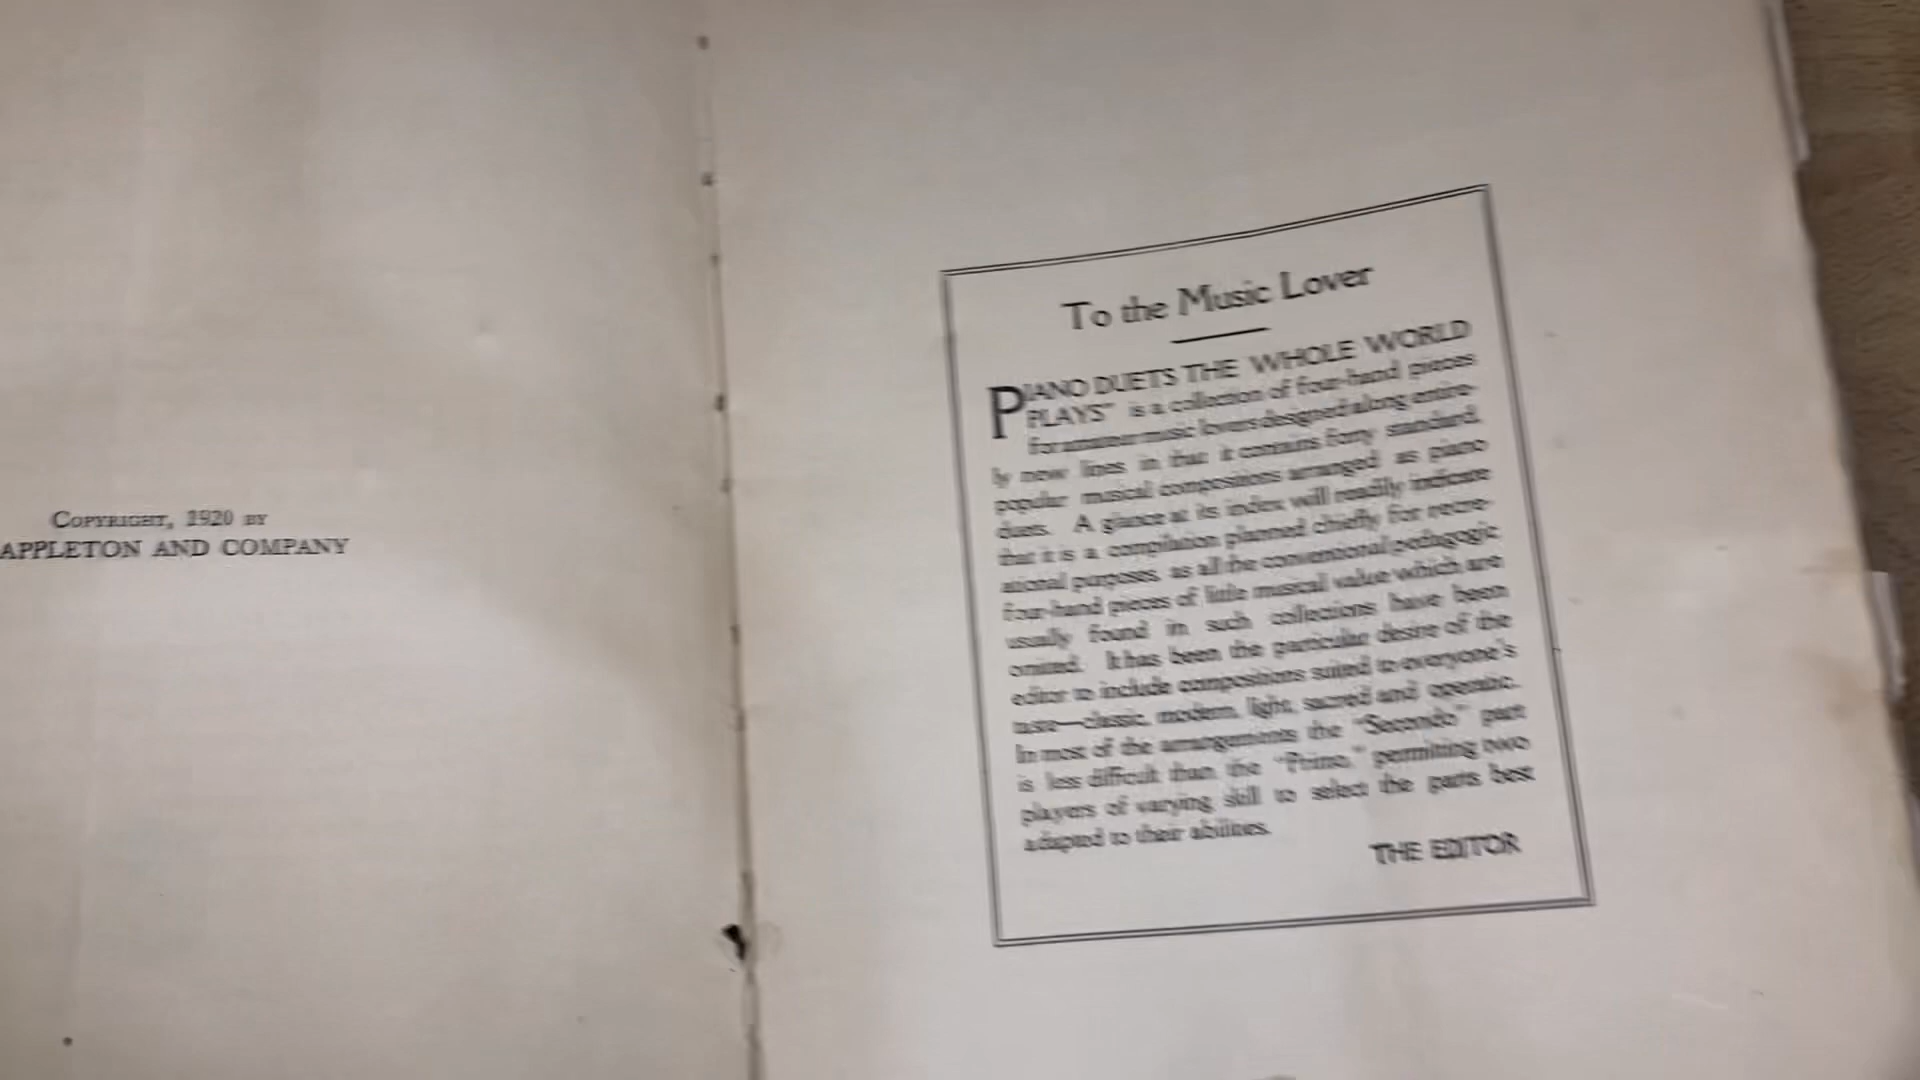 COPYRIGHT, 1920 BY
APPLETON AND COMPANY
To the Music Lover
PIANO DUETS THE WHOLE WORLD
PLAYS" is a collection of four-hand pieces
for amateur music lovers designed along entire-
ly new lines in that it contains forty standard,
popular musical compositions arranged as piano
duets. A glance at its index will readily indicate
that it is a compilation planned chiefly for recre-
ational purposes, as all the conventional pedagogic
four-hand pieces of little musical value which are
usually found in such collections have been
omitted. It has been the particular desire of the
editor to include compositions suited to everyone's
taste—classic, modern, light, sacred and operatic.
In most of the arrangements the "Secondo" part
is less difficult than the "Primo," permitting two
players of varying skill to select the parts best
adapted to their abilities.
THE EDITOR